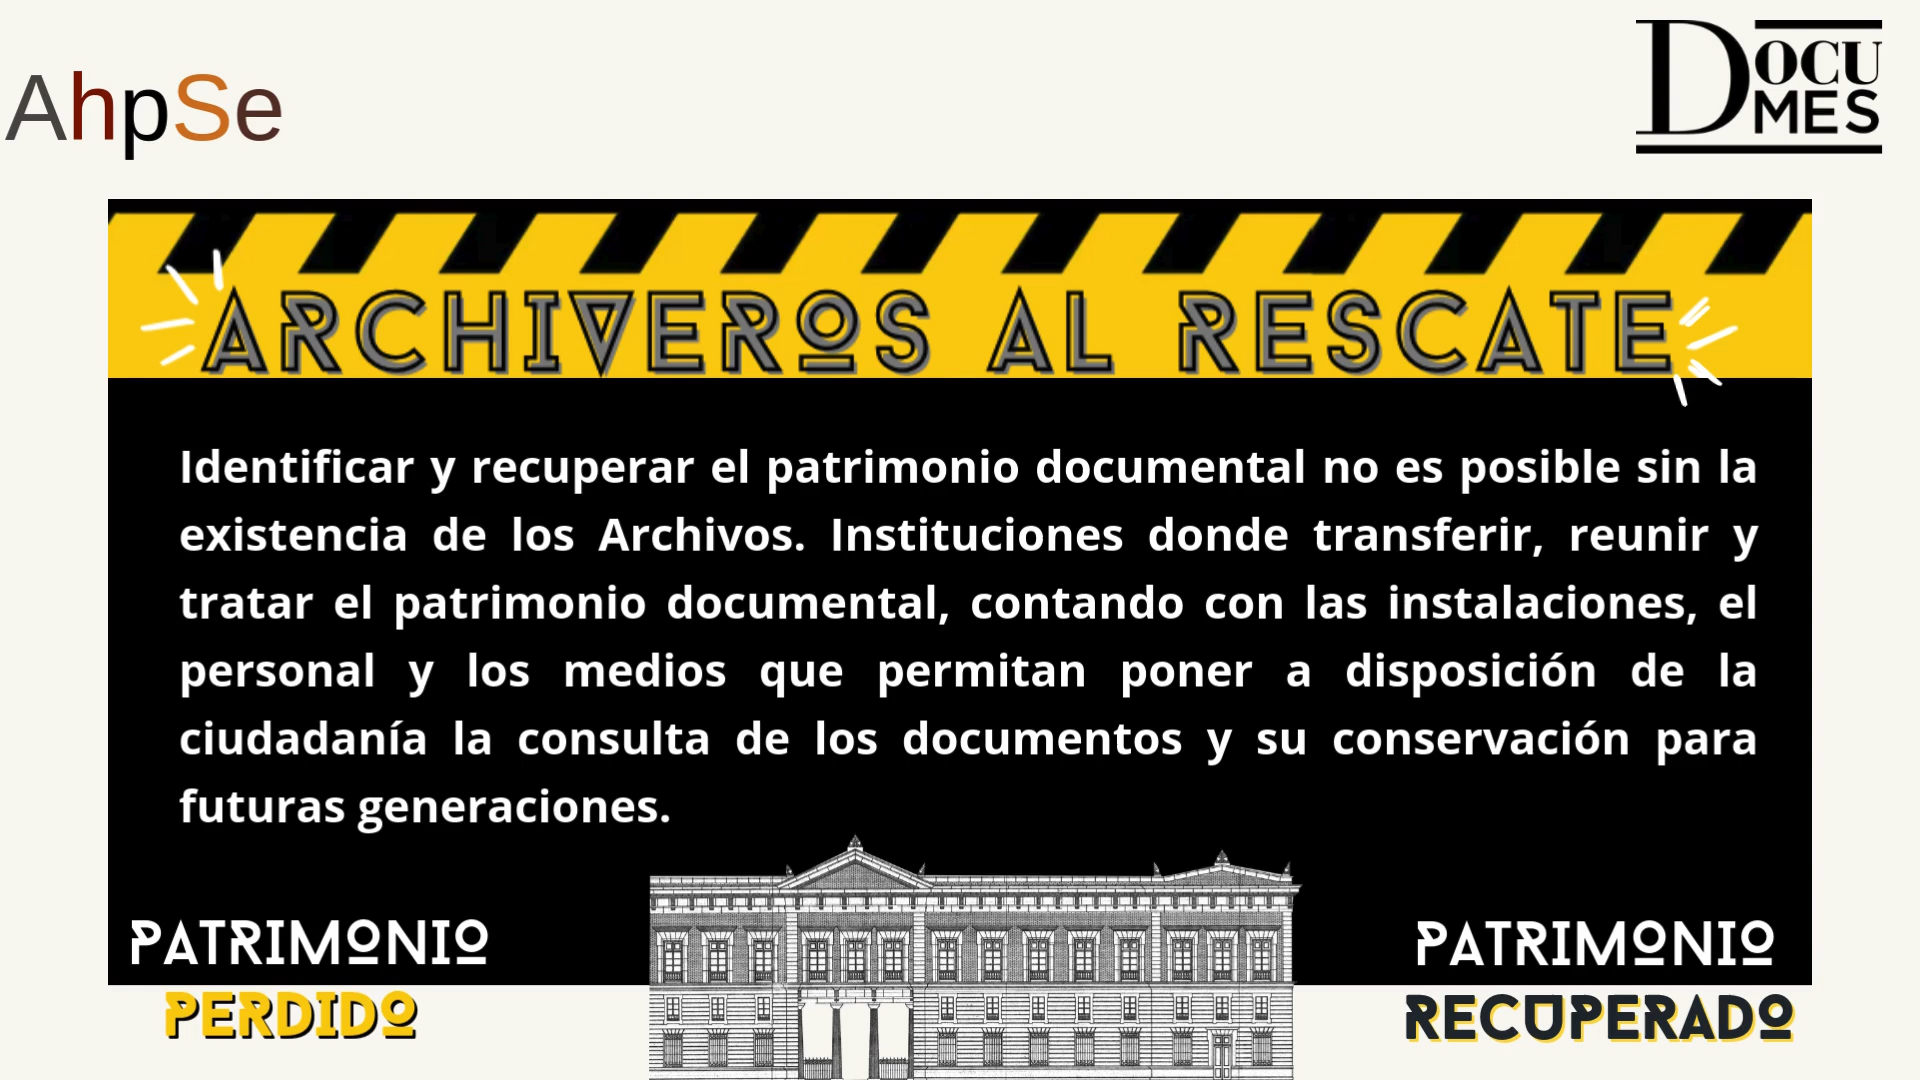 AhpSe
DOCU
MES
ARCHIVEROS AL RESCATE
Identificar y recuperar el patrimonio documental no es posible sin la
existencia de los Archivos. Instituciones donde transferir, reunir y
tratar el patrimonio documental, contando con las instalaciones, el
personal y los medios que permitan poner a disposición de la
ciudadanía la consulta de los documentos y su conservación para
futuras generaciones.
PATRIMONIO
PERDIDO
PATRIMONIO
RECUPERADO